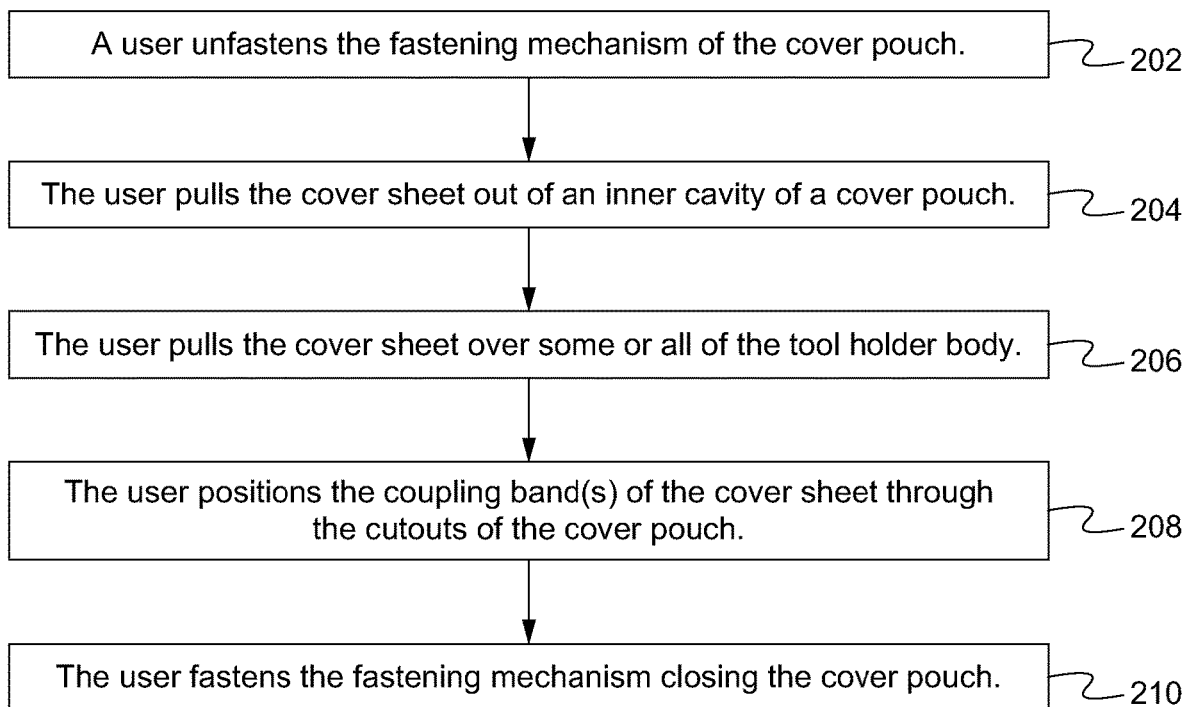 A user unfastens the fastening mechanism of the cover pouch.
202
The user pulls the cover sheet out of an inner cavity of a cover pouch.
204
The user pulls the cover sheet over some or all of the tool holder body.
206
The user positions the coupling band(s) of the cover sheet through
the cutouts of the cover pouch.
208
The user fastens the fastening mechanism closing the cover pouch.
210